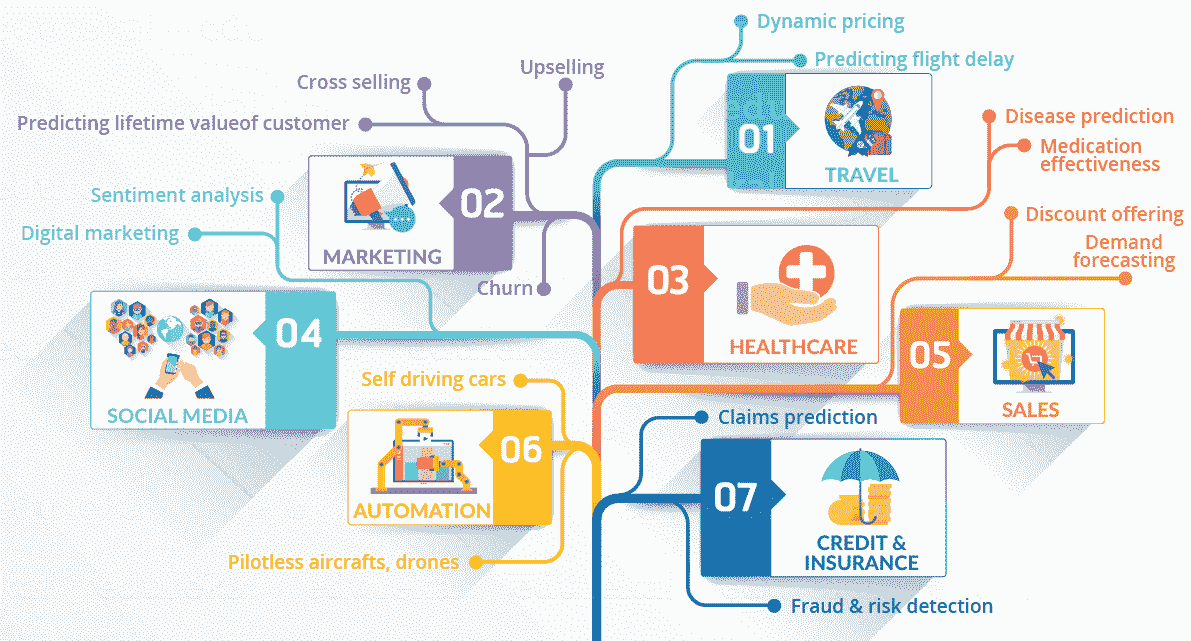 Dynamic pricing
Predicting flight delay
01
TRAVEL
Upselling
Cross selling
Predicting lifetime valueof customer
02
MARKETING
Churn
Disease prediction
Medication
effectiveness
03
HEALTHCARE
Sentiment analysis
Digital marketing
04
SOCIAL MEDIA
Discount offering
Demand
forecasting
05
SALES
Self driving cars
06
AUTOMATION
Pilotless aircrafts, drones
Claims prediction
07
CREDIT &
INSURANCE
Fraud & risk detection